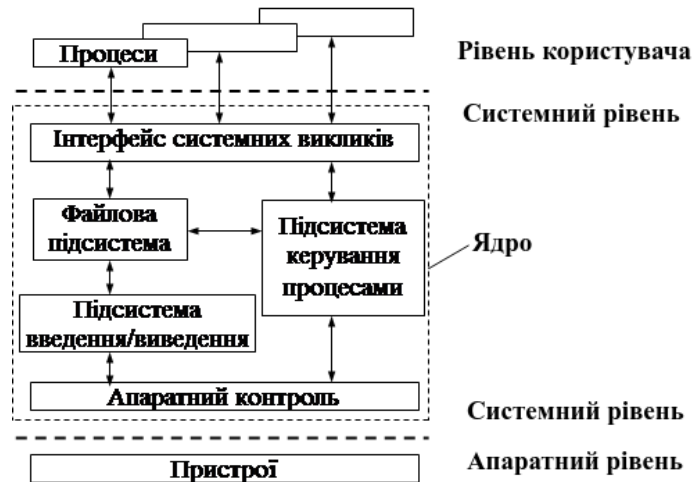 Процеси
Рівень користувача
Системний рівень
Інтерфейс системних викликів
Файлова
підсистема
Підсистема
керування
процесами
Ядро
Підсистема
введення/виведення
Апаратний контроль
Системний рівень
Апаратний рівень
Пристрої